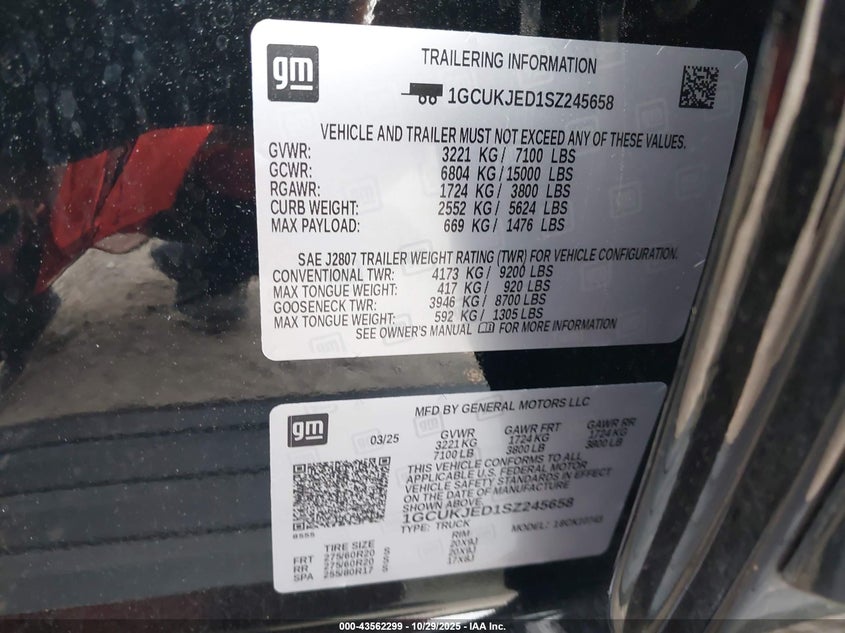 gm
TRAILERING INFORMATION
1GCUKJED1SZ245658
VEHICLE AND TRAILER MUST NOT EXCEED ANY OF THESE VALUES.
GVWR: 3221 KG / 7100 LBS
GCWR: 6804 KG / 15000 LBS
RGAWR: 1724 KG / 3800 LBS
CURB WEIGHT: 2552 KG / 5624 LBS
MAX PAYLOAD: 669 KG / 1476 LBS
SAE J2807 TRAILER WEIGHT RATING (TWR) FOR VEHICLE CONFIGURATION.
CONVENTIONAL TWR: 4173 KG / 9200 LBS
MAX TONGUE WEIGHT: 417 KG / 920 LBS
GOOSENECK TWR: 3946 KG / 8700 LBS
MAX TONGUE WEIGHT: 592 KG / 1305 LBS
SEE OWNER'S MANUAL FOR MORE INFORMATION
gm
MFD BY GENERAL MOTORS LLC
03/25 GVWR GAWR FRT GAWR RR
3221 KG 1724 KG 1724 KG
7100 LB 3800 LB 3800 LB
THIS VEHICLE CONFORMS TO ALL
APPLICABLE U.S. FEDERAL MOTOR
VEHICLE SAFETY STANDARDS IN EFFECT
ON THE DATE OF MANUFACTURE
SHOWN ABOVE.
1GCUKJED1SZ245658
TYPE: TRUCK MODEL:
8555
TIRE SIZE RIM
FRT 275/60R20 S 20X9J
RR 275/60R20 S 20X9J
SPA 255/80R17 S 17X8J
000-43562299 - 10/29/2025 - IAA Inc.